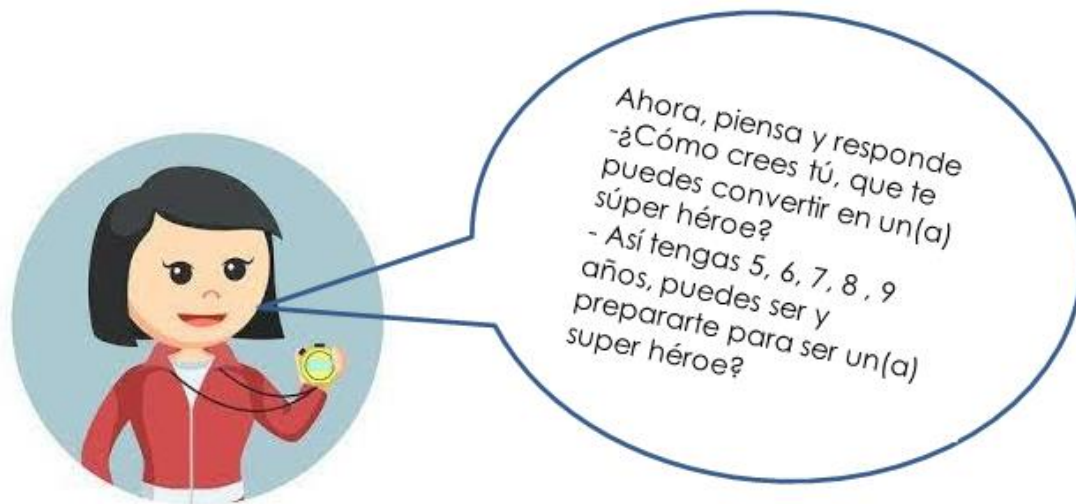 Ahora, piensa y responde
-¿Cómo crees tú, que te
puedes convertir en un(a)
súper héroe?
- Así tengas 5, 6, 7, 8 , 9
años, puedes ser y
prepararte para ser un(a)
super héroe?